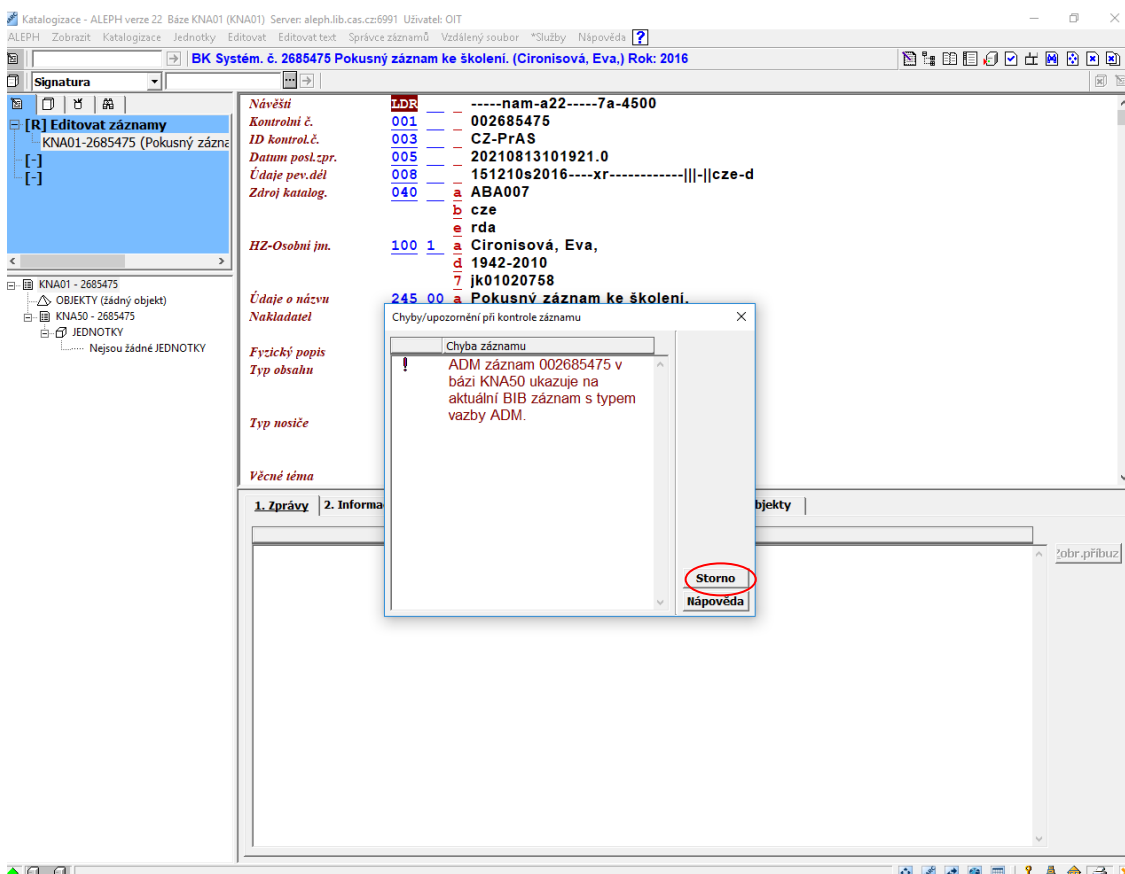 Katalogizace - ALEPH verze 22 Báze KNA01 (KNA01) Server: aleph.lib.cas.cz:6991 Uživatel: OIT
ALEPH Zobrazit Katalogizace Jednotky Editovat Editovat text Správce záznamů Vzdálený soubor *Služby Nápověda ?
BK Systém. č. 2685475 Pokusný záznam ke školení. (Cironisová, Eva,) Rok: 2016
Signatura
[R] Editovat záznamy
KNA01-2685475 (Pokusný zázna
[-]
[-]
KNA01 - 2685475
OBJEKTY (žádný objekt)
KNA50 - 2685475
JEDNOTKY
Nejsou žádné JEDNOTKY
Návěští LDR __ _ -----nam-a22-----7a-4500
Kontrolní č. 001 __ _ 002685475
ID kontrol.č. 003 __ _ CZ-PrAS
Datum posl.zpr. 005 __ _ 20210813101921.0
Údaje pev.dél 008 __ _ 151210s2016----xr------------|||-||cze-d
Zdroj katalog. 040 __ a ABA007
b cze
e rda
HZ-Osobní jm. 100 1_ a Cironisová, Eva,
d 1942-2010
7 jk01020758
Údaje o názvu 245 00 a Pokusný záznam ke školení.
Nakladatel
Fyzický popis
Typ obsahu
Typ nosiče
Věcné téma
Chyby/upozornění při kontrole záznamu
Chyba záznamu
! ADM záznam 002685475 v
bázi KNA50 ukazuje na
aktuální BIB záznam s typem
vazby ADM.
Storno
Nápověda
1. Zprávy 2. Informa bjekty
Zobr.příbuz